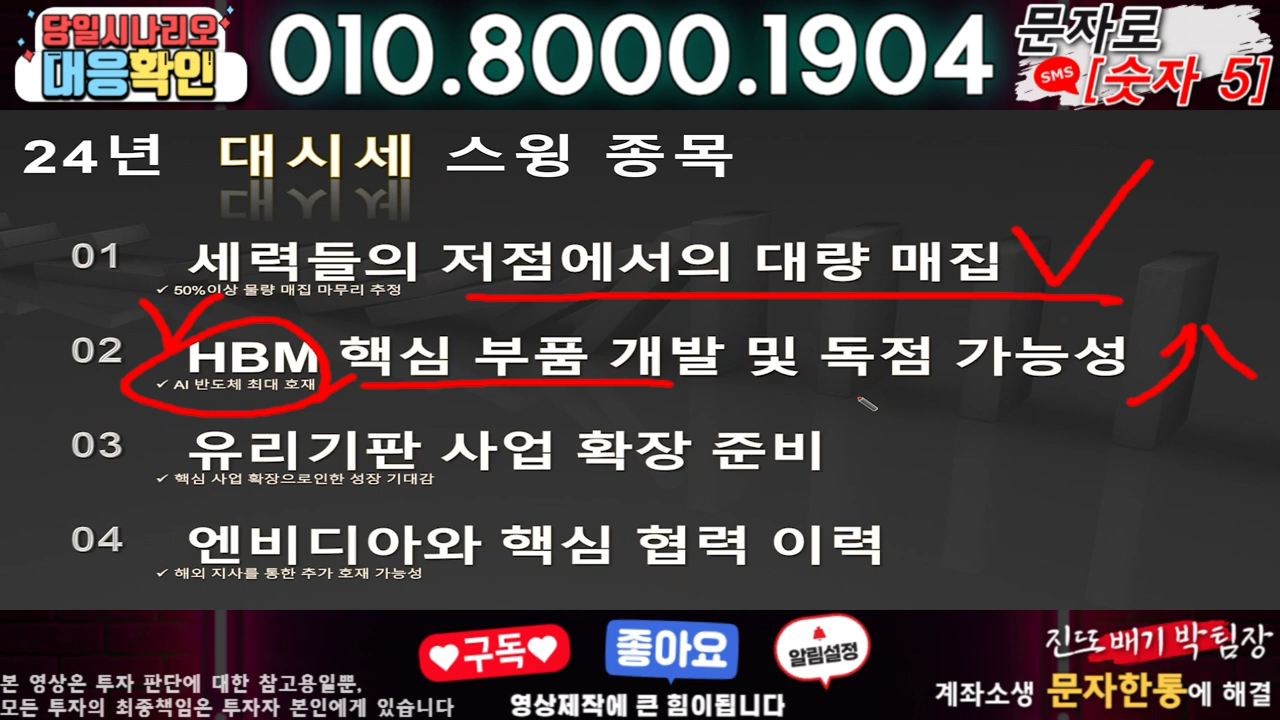 당일시나리오
대응확인
010.8000.1904
문자로
SMS [숫자 5]
24년 대시세 스윙 종목
01 세력들의 저점에서의 대량 매집
✓ 50%이상 물량 매집 마무리 추정
02 HBM 핵심 부품 개발 및 독점 가능성
✓ AI 반도체 최대 호재
03 유리기판 사업 확장 준비
✓ 핵심 사업 확장으로인한 성장 기대감
04 엔비디아와 핵심 협력 이력
✓ 해외 지사를 통한 추가 호재 가능성
구독 좋아요 알림설정
영상제작에 큰 힘이됩니다
본 영상은 투자 판단에 대한 참고용일뿐,
모든 투자의 최종책임은 투자자 본인에게 있습니다
진또배기 박팀장
계좌소생 문자한통에 해결